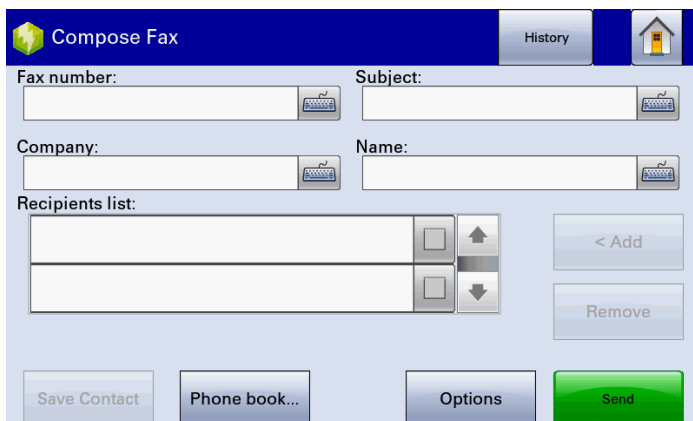 Compose Fax
History
Fax number:
Subject:
Company:
Name:
Recipients list:
< Add
Remove
Save Contact
Phone book...
Options
Send